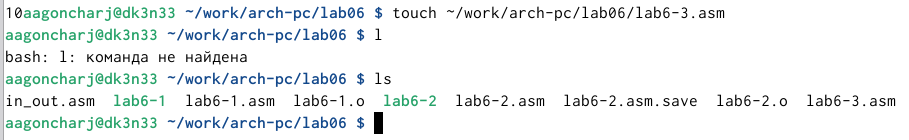 10aagoncharj@dk3n33 ~/work/arch-pc/lab06 $ touch ~/work/arch-pc/lab06/lab6-3.asm
aagoncharj@dk3n33 ~/work/arch-pc/lab06 $ l
bash: l: команда не найдена
aagoncharj@dk3n33 ~/work/arch-pc/lab06 $ ls
in_out.asm  lab6-1  lab6-1.asm  lab6-1.o  lab6-2  lab6-2.asm  lab6-2.asm.save  lab6-2.o  lab6-3.asm
aagoncharj@dk3n33 ~/work/arch-pc/lab06 $